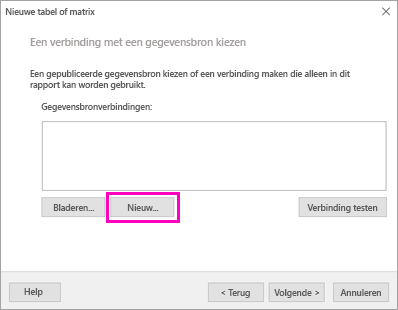 Nieuwe tabel of matrix
Een verbinding met een gegevensbron kiezen
Een gepubliceerde gegevensbron kiezen of een verbinding maken die alleen in dit
rapport kan worden gebruikt.
Gegevensbronverbindingen:
Bladeren... Nieuw... Verbinding testen
Help < Terug Volgende > Annuleren